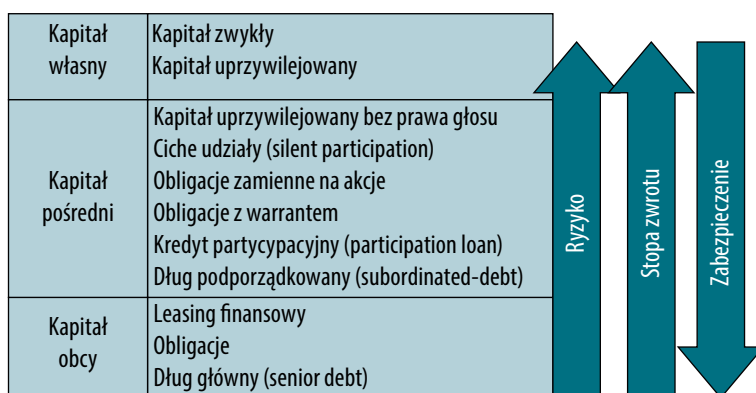 Kapitał
własny
Kapitał zwykły
Kapitał uprzywilejowany
Kapitał
pośredni
Kapitał uprzywilejowany bez prawa głosu
Ciche udziały (silent participation)
Obligacje zamienne na akcje
Obligacje z warrantem
Kredyt partycypacyjny (participation loan)
Dług podporządkowany (subordinated-debt)
Kapitał
obcy
Leasing finansowy
Obligacje
Dług główny (senior debt)
Ryzyko
Stopa zwrotu
Zabezpieczenie